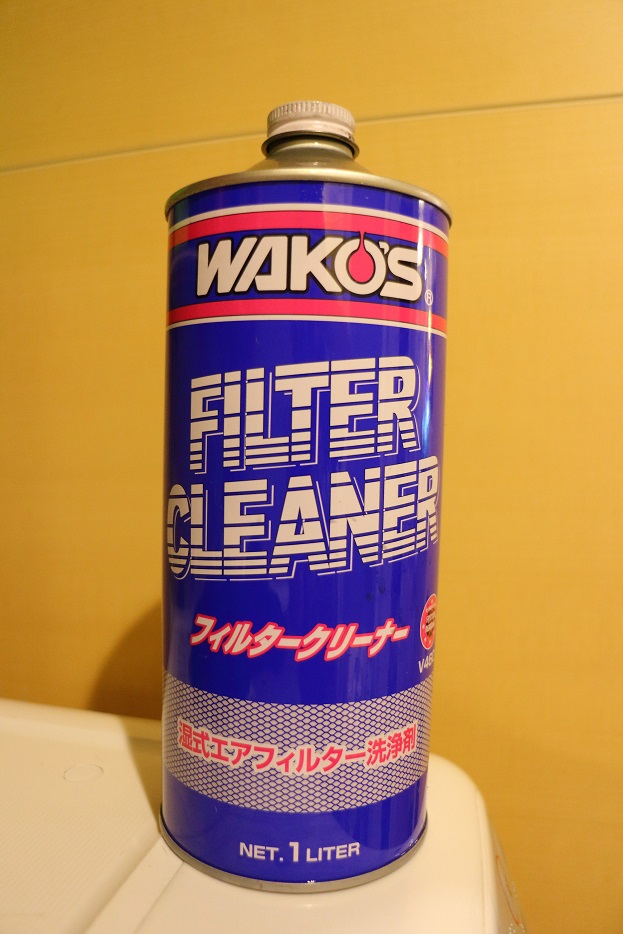 WAKO'S®
FILTER
CLEANER
フィルタークリーナー
湿式エアフィルター洗浄剤
NET. 1 LITER